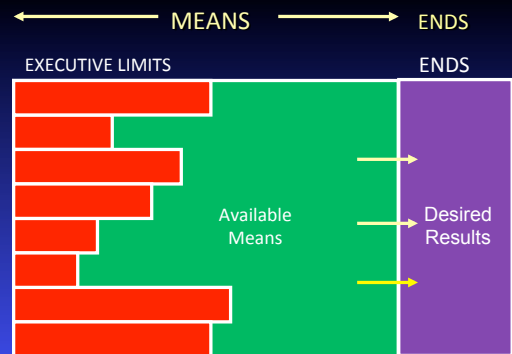 MEANS
ENDS
EXECUTIVE LIMITS
ENDS
Available
Means
Desired
Results